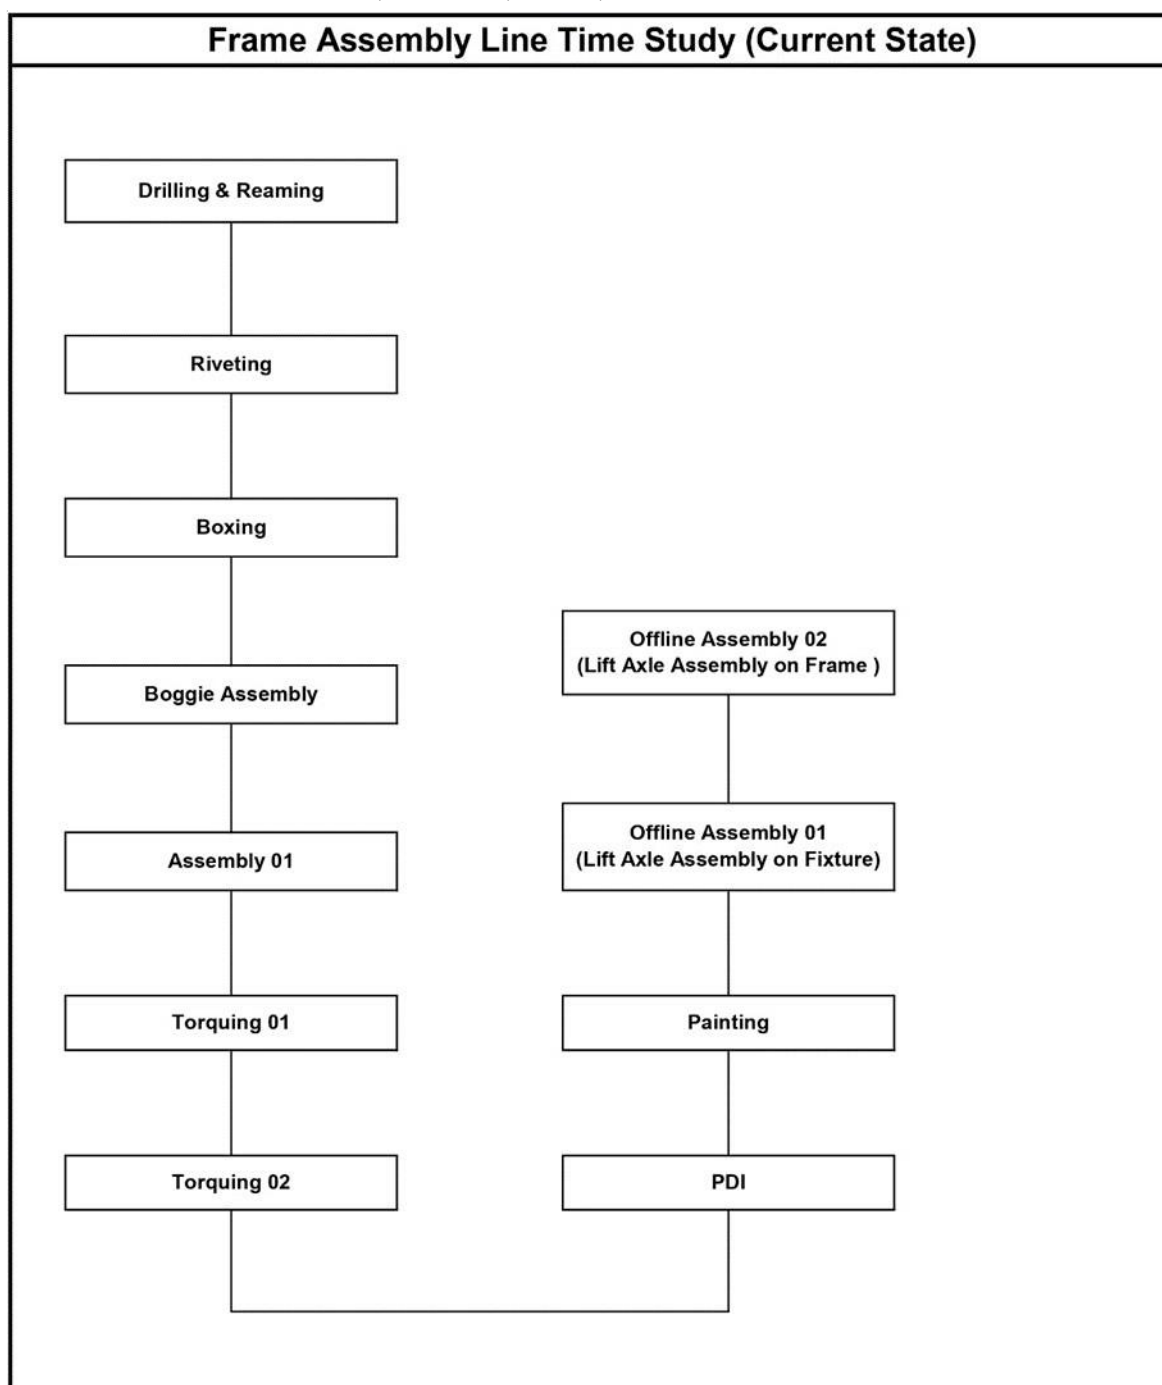 Frame Assembly Line Time Study (Current State)
Drilling & Reaming
Riveting
Boxing
Boggie Assembly
Assembly 01
Torquing 01
Torquing 02
Offline Assembly 02
(Lift Axle Assembly on Frame )
Offline Assembly 01
(Lift Axle Assembly on Fixture)
Painting
PDI